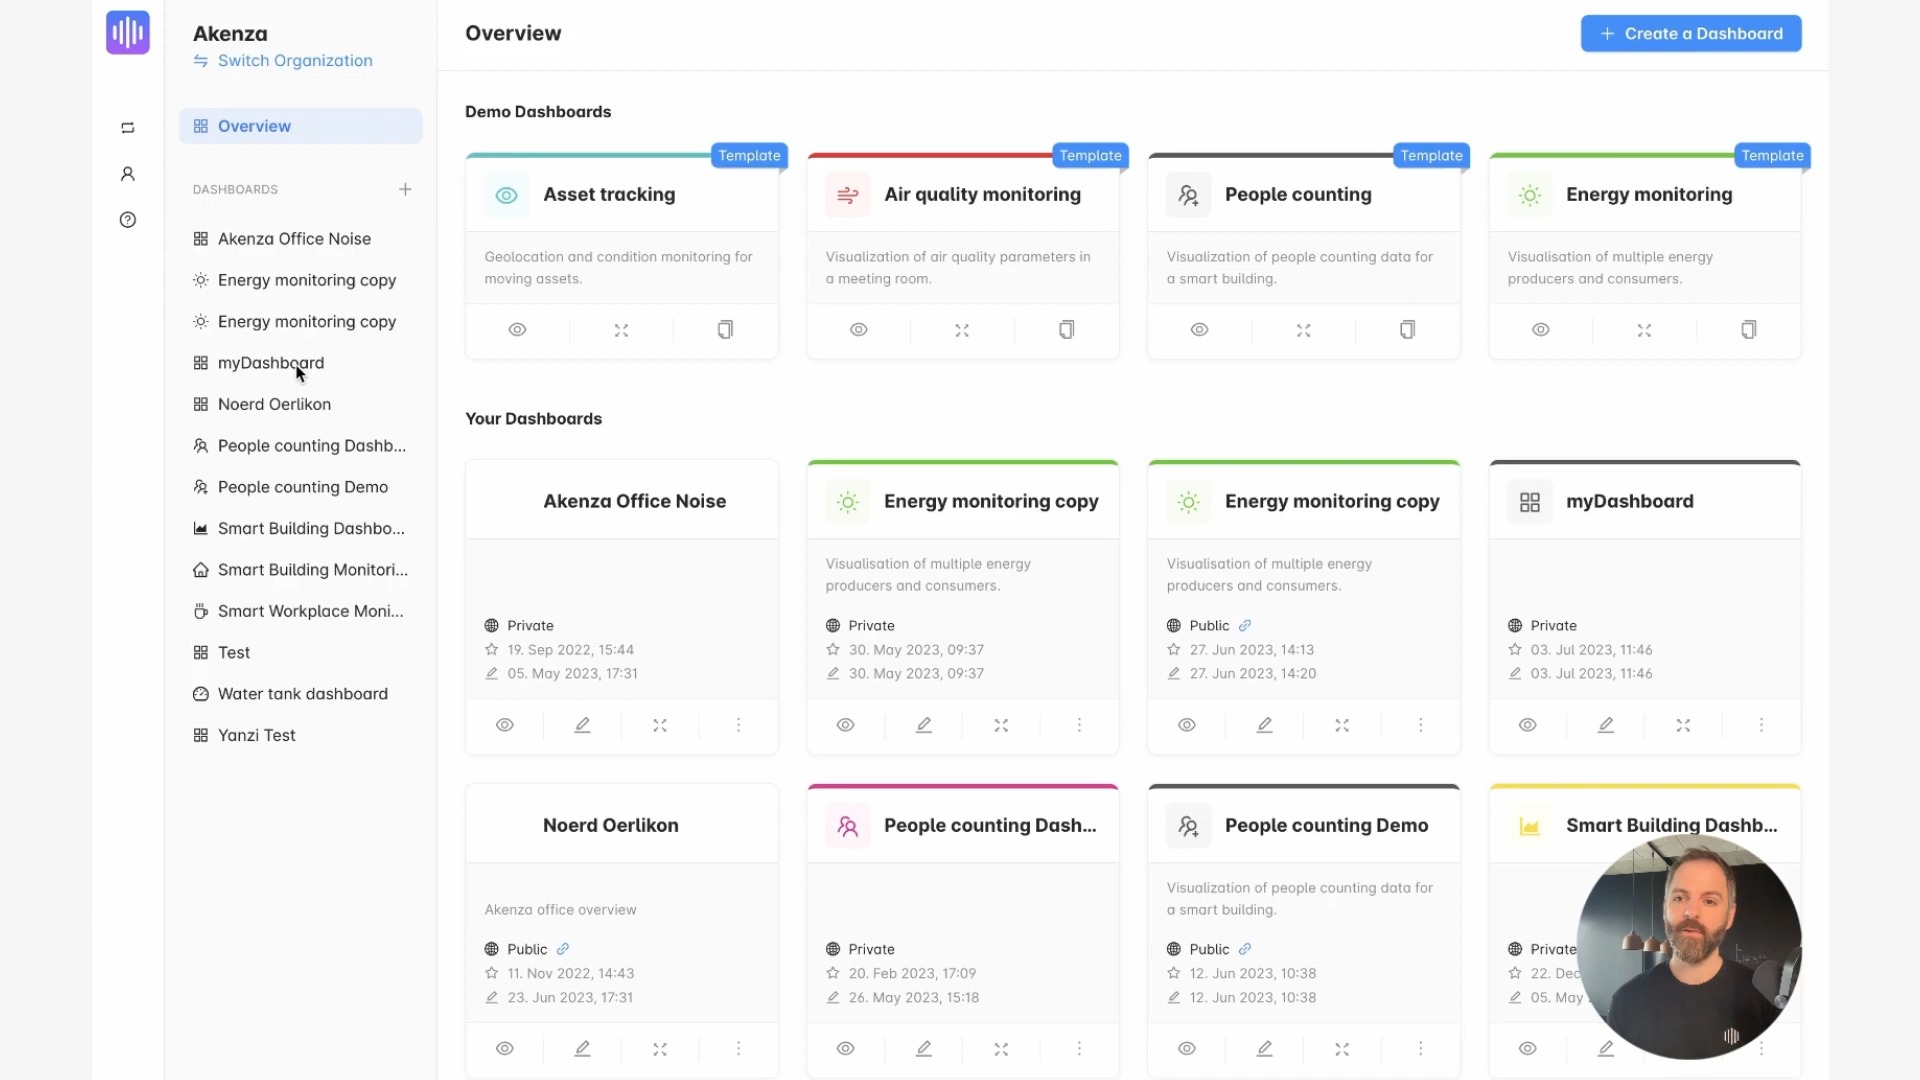 Akenza
Switch Organization
Overview
DASHBOARDS
Akenza Office Noise
Energy monitoring copy
Energy monitoring copy
myDashboard
Noerd Oerlikon
People counting Dashb...
People counting Demo
Smart Building Dashbo...
Smart Building Monitori...
Smart Workplace Moni...
Test
Water tank dashboard
Yanzi Test
Overview
+ Create a Dashboard
Demo Dashboards
Template
Asset tracking
Geolocation and condition monitoring for
moving assets.
Template
Air quality monitoring
Visualization of air quality parameters in
a meeting room.
Template
People counting
Visualization of people counting data for
a smart building.
Template
Energy monitoring
Visualisation of multiple energy
producers and consumers.
Your Dashboards
Akenza Office Noise
Private
19. Sep 2022, 15:44
05. May 2023, 17:31
Energy monitoring copy
Visualisation of multiple energy
producers and consumers.
Private
30. May 2023, 09:37
30. May 2023, 09:37
Energy monitoring copy
Visualisation of multiple energy
producers and consumers.
Public
27. Jun 2023, 14:13
27. Jun 2023, 14:20
myDashboard
Private
03. Jul 2023, 11:46
03. Jul 2023, 11:46
Noerd Oerlikon
Akenza office overview
Public
11. Nov 2022, 14:43
23. Jun 2023, 17:31
People counting Dash...
Private
20. Feb 2023, 17:09
26. May 2023, 15:18
People counting Demo
Visualization of people counting data for
a smart building.
Public
12. Jun 2023, 10:38
12. Jun 2023, 10:38
Smart Building Dashb...
Private
22. Dec
05. May